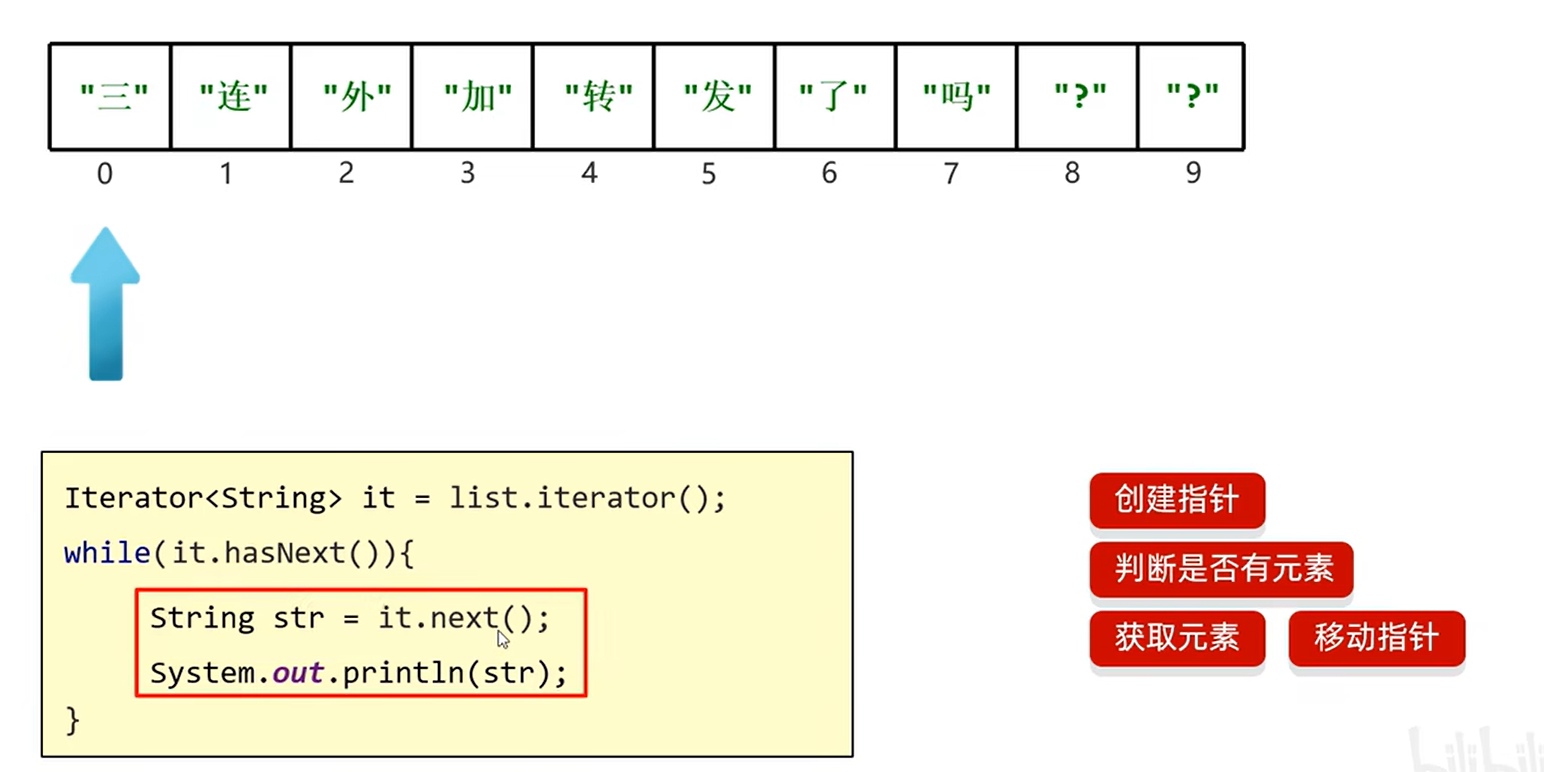 "三" "连" "外" "加" "转" "发" "了" "吗" "?" "?"
0 1 2 3 4 5 6 7 8 9
Iterator<String> it = list.iterator();
while(it.hasNext()){
String str = it.next();
System.out.println(str);
}
创建指针
判断是否有元素
获取元素 移动指针
bilibili